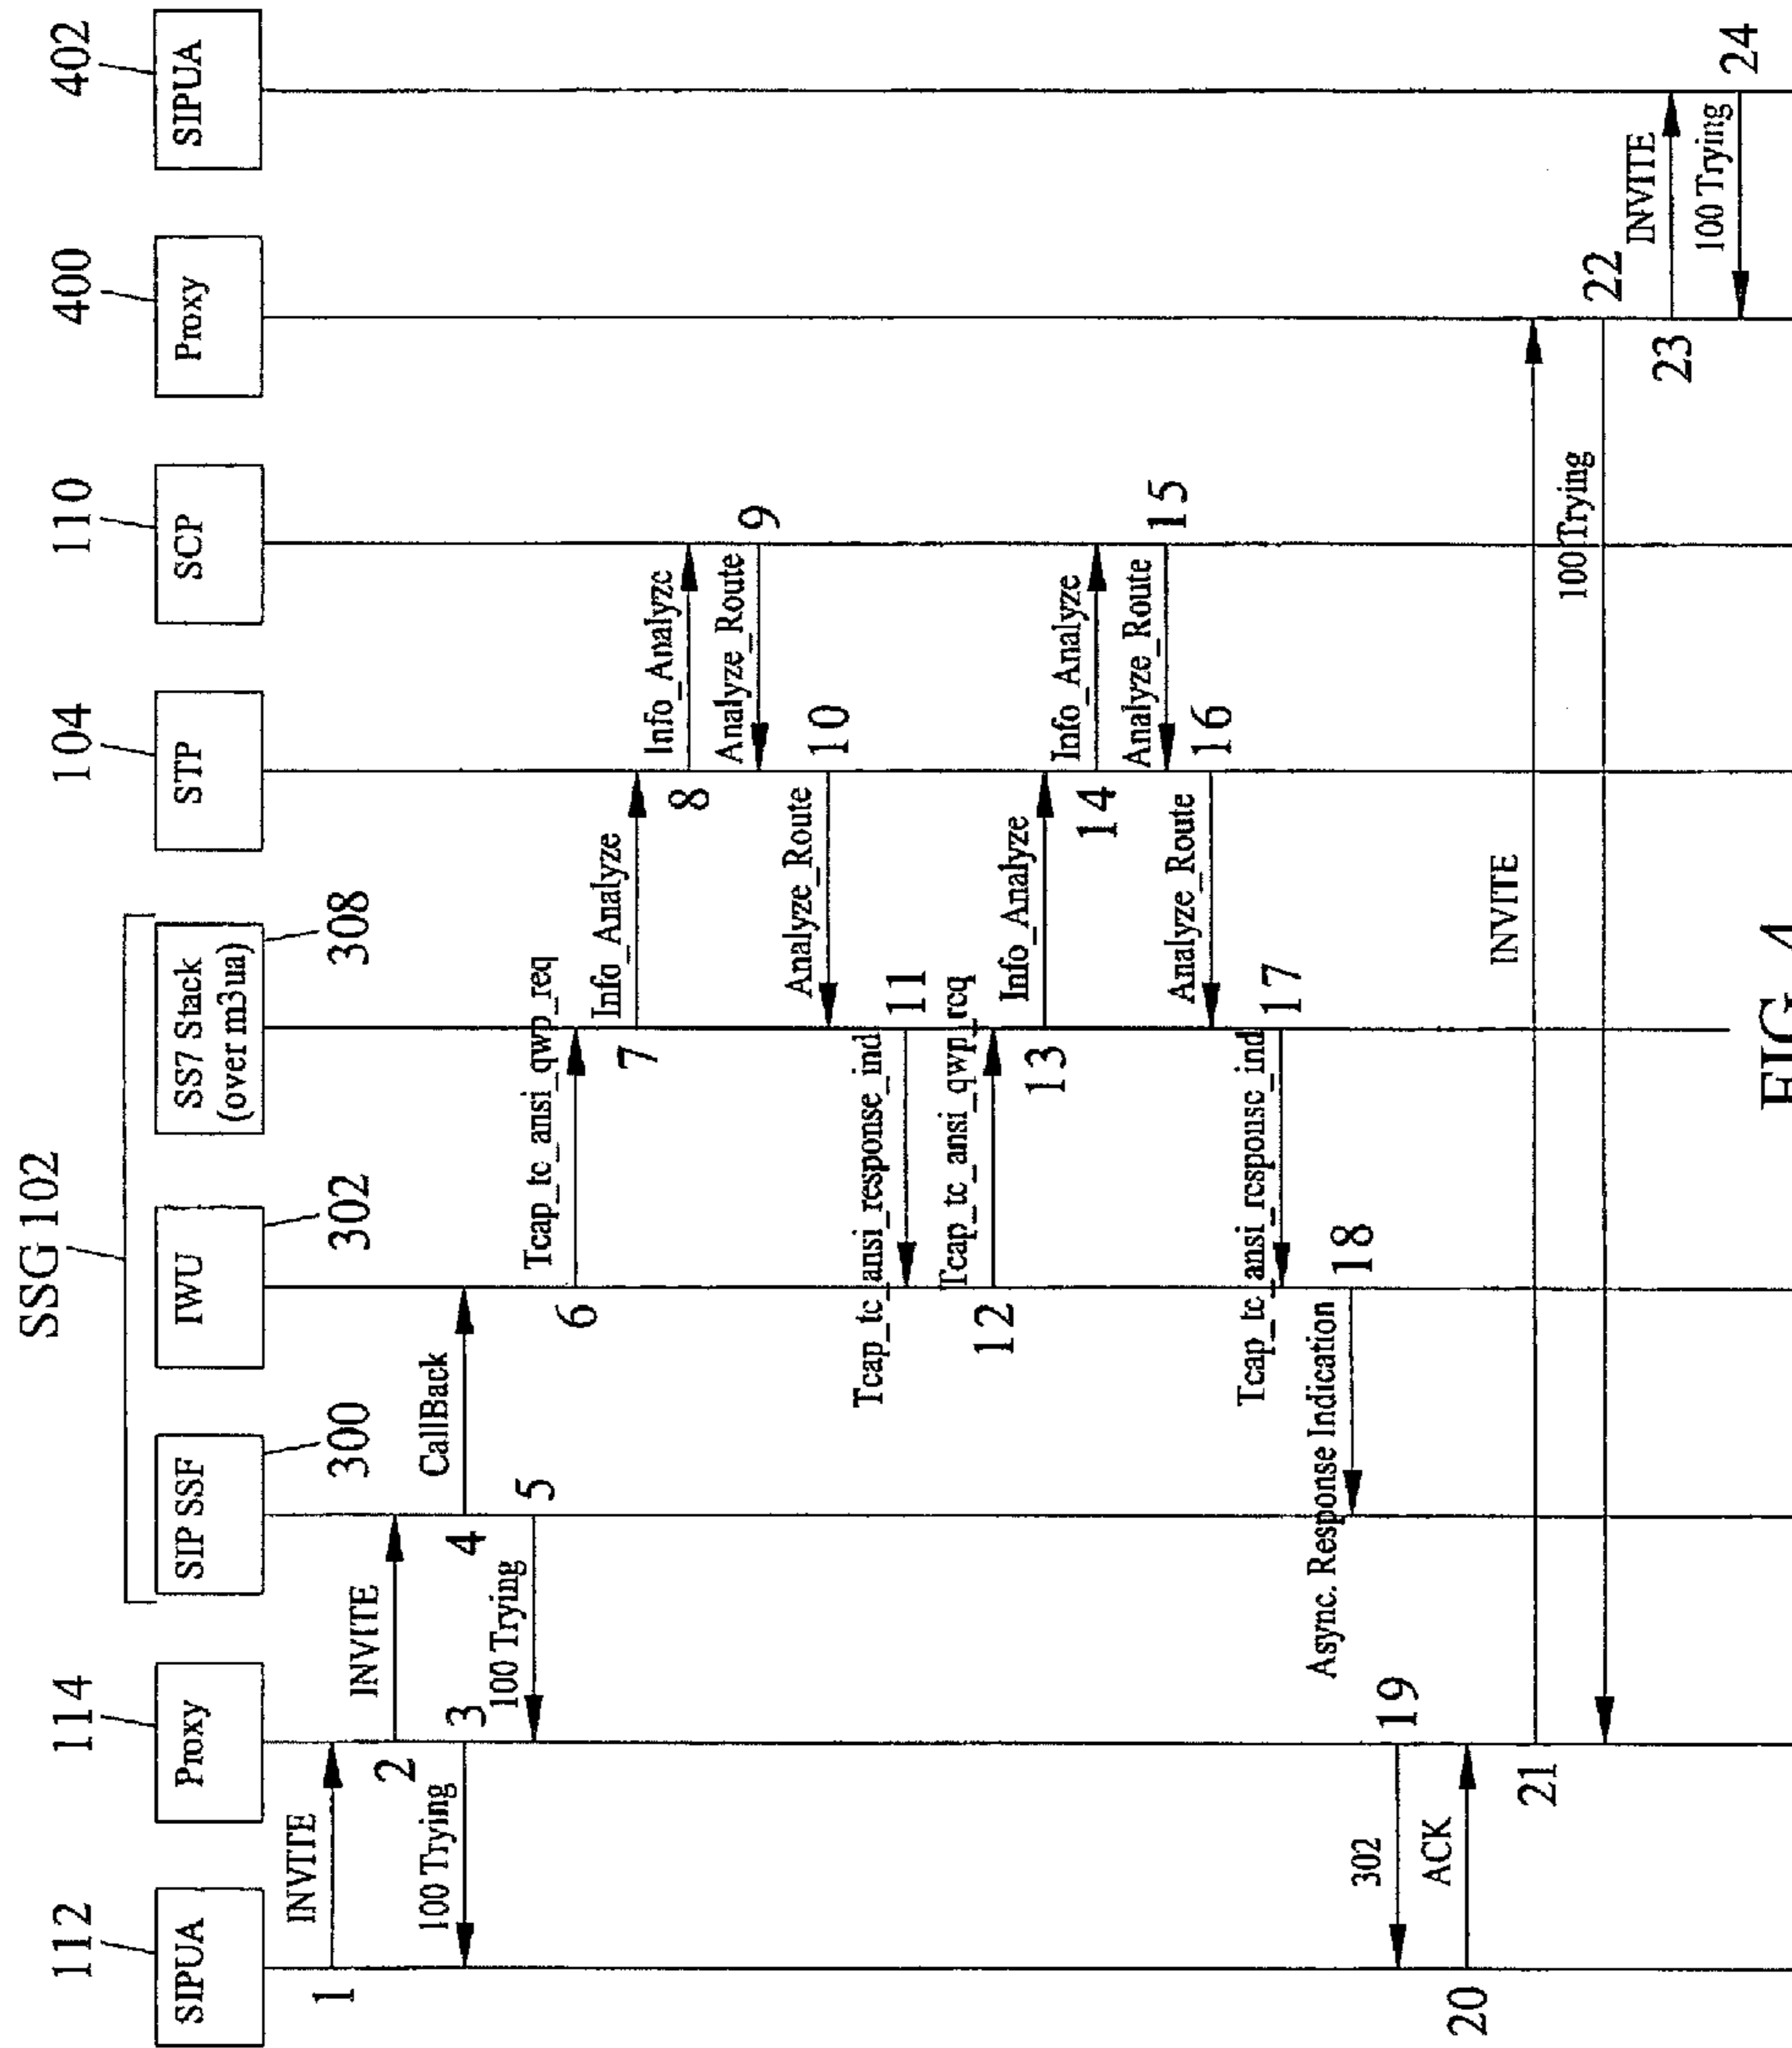 SSG 102
112
114
104
110
400
402
SIPUA
Proxy
SIP SSF
IWU
SS7 Stack
(over m3ua)
STP
SCP
Proxy
SIPUA
300
302
308
INVITE
1
INVITE
2
100 Trying
3
CallBack
4
100 Trying
5
Tcap_tc_ansi_qwp_req
6
Info_Analyze
7
Info_Analyze
8
Analyze_Route
9
Analyze_Route
10
Tcap_tc_ansi_response_ind
11
Tcap_tc_ansi_qwp_req
12
Info_Analyze
13
Info_Analyze
14
Analyze_Route
15
Analyze_Route
16
Tcap_tc_ansi_response_ind
17
Async. Response Indication
18
302
19
ACK
20
INVITE
21
100 Trying
22
INVITE
23
100 Trying
24
FIG. 4